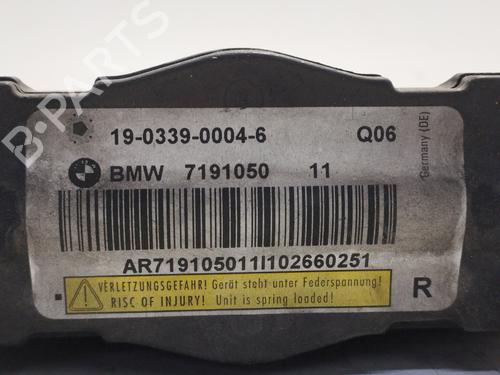 B-PARTS
19-0339-0004-6 Q06
BMW 7191050 11
Germany (DE)
AR719105011I102660251
VERLETZUNGSGEFAHR! Gerät steht unter Federspannung!
RISC OF INJURY! Unit is spring loaded!
R